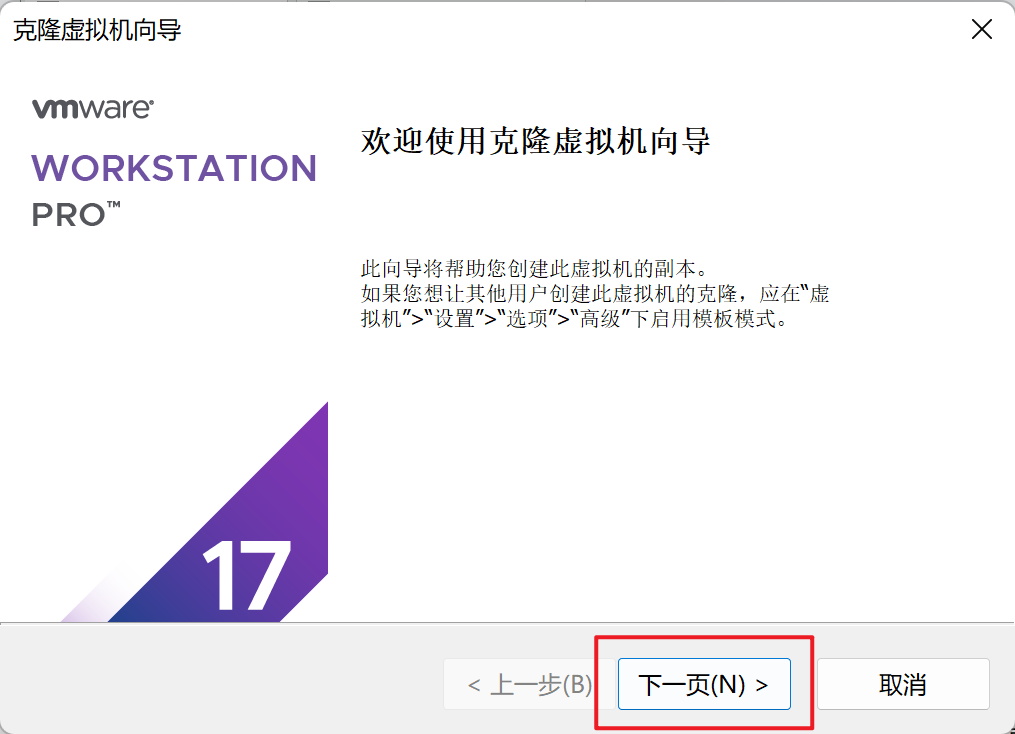 克隆虚拟机向导
vmware
WORKSTATION
PRO™
欢迎使用克隆虚拟机向导
此向导将帮助您创建此虚拟机的副本。
如果您想让其他用户创建此虚拟机的克隆，应在“虚
拟机”>“设置”>“选项”>“高级”下启用模板模式。
17
< 上一步(B)
下一页(N) >
取消